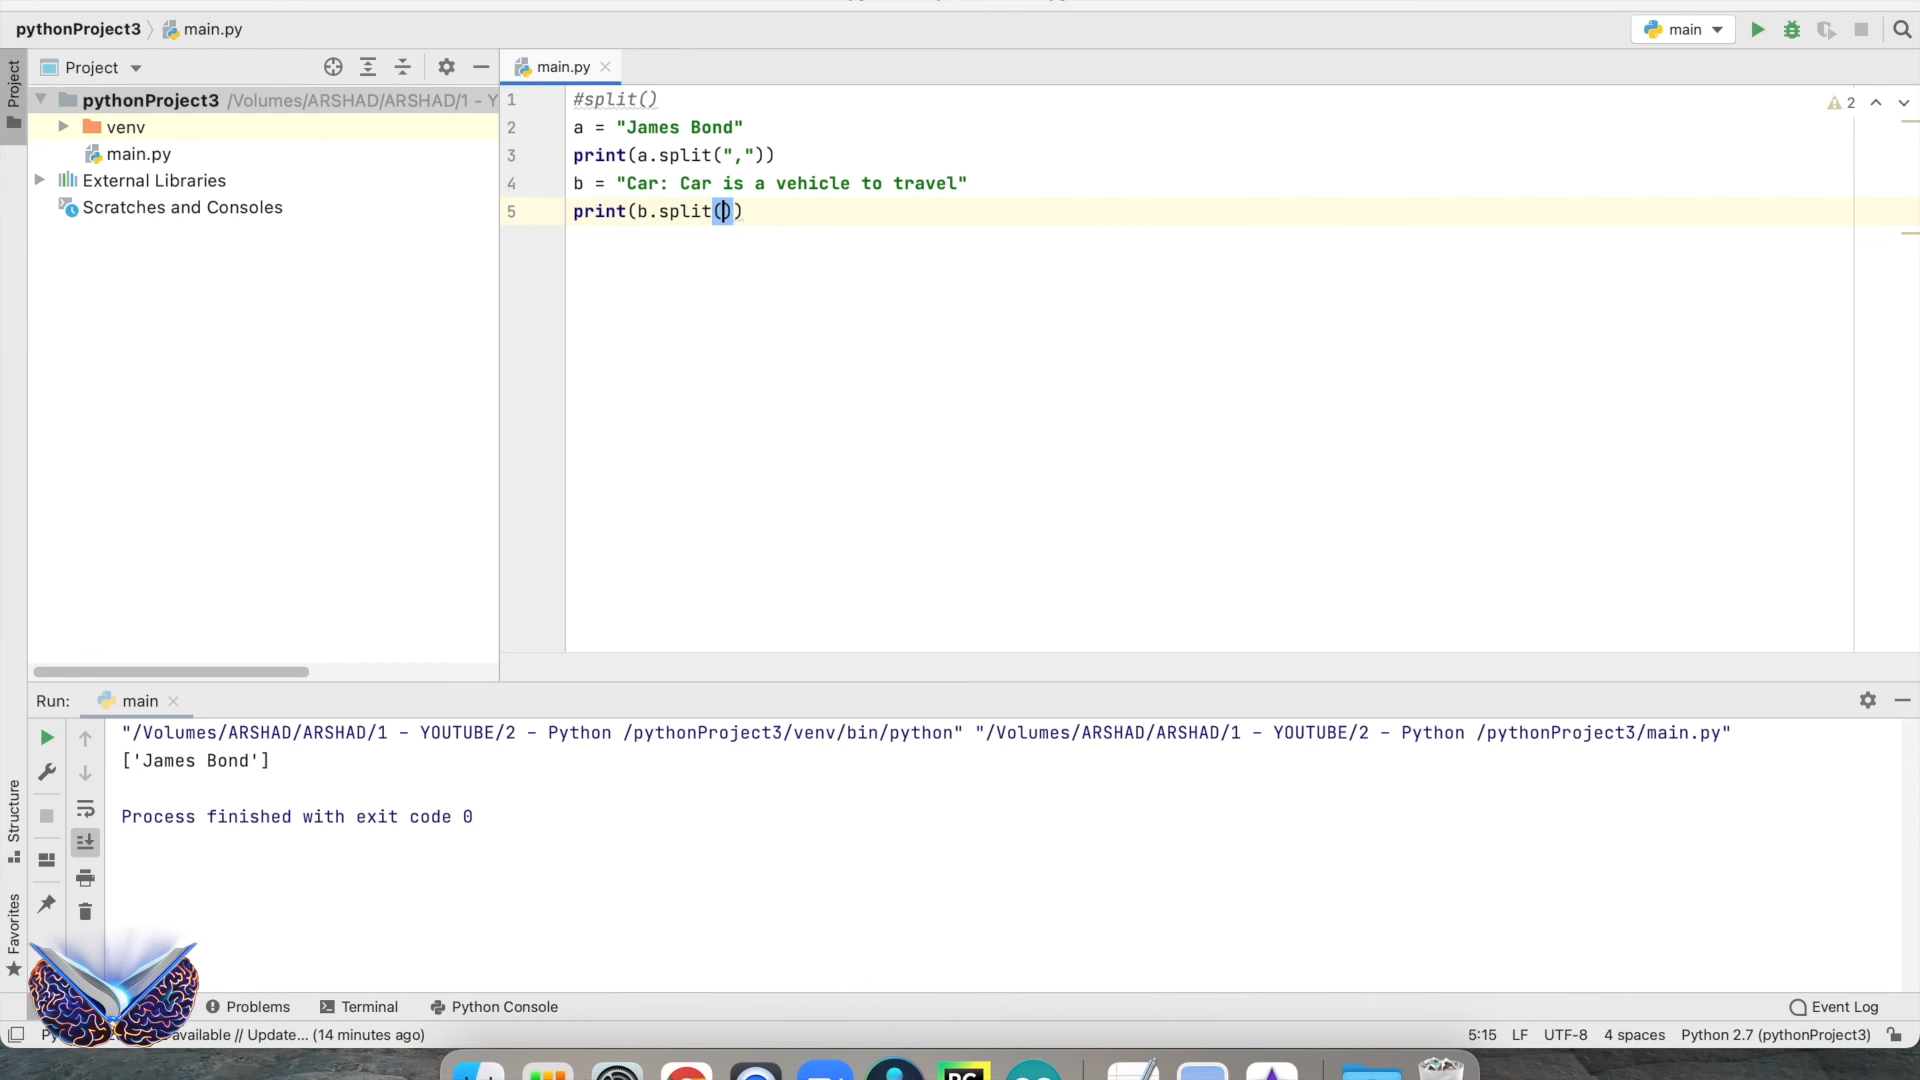 pythonProject3 main.py
main
Project
main.py
pythonProject3 /Volumes/ARSHAD/ARSHAD/1 - Y
venv
main.py
External Libraries
Scratches and Consoles
Project
1 #split()
2 a = "James Bond"
3 print(a.split(","))
4 b = "Car: Car is a vehicle to travel"
5 print(b.split())
2
Run: main
"/Volumes/ARSHAD/ARSHAD/1 - YOUTUBE/2 - Python /pythonProject3/venv/bin/python" "/Volumes/ARSHAD/ARSHAD/1 - YOUTUBE/2 - Python /pythonProject3/main.py"
['James Bond']
Process finished with exit code 0
Structure
Favorites
Problems Terminal Python Console Event Log
available // Update... (14 minutes ago) 5:15 LF UTF-8 4 spaces Python 2.7 (pythonProject3)
PC